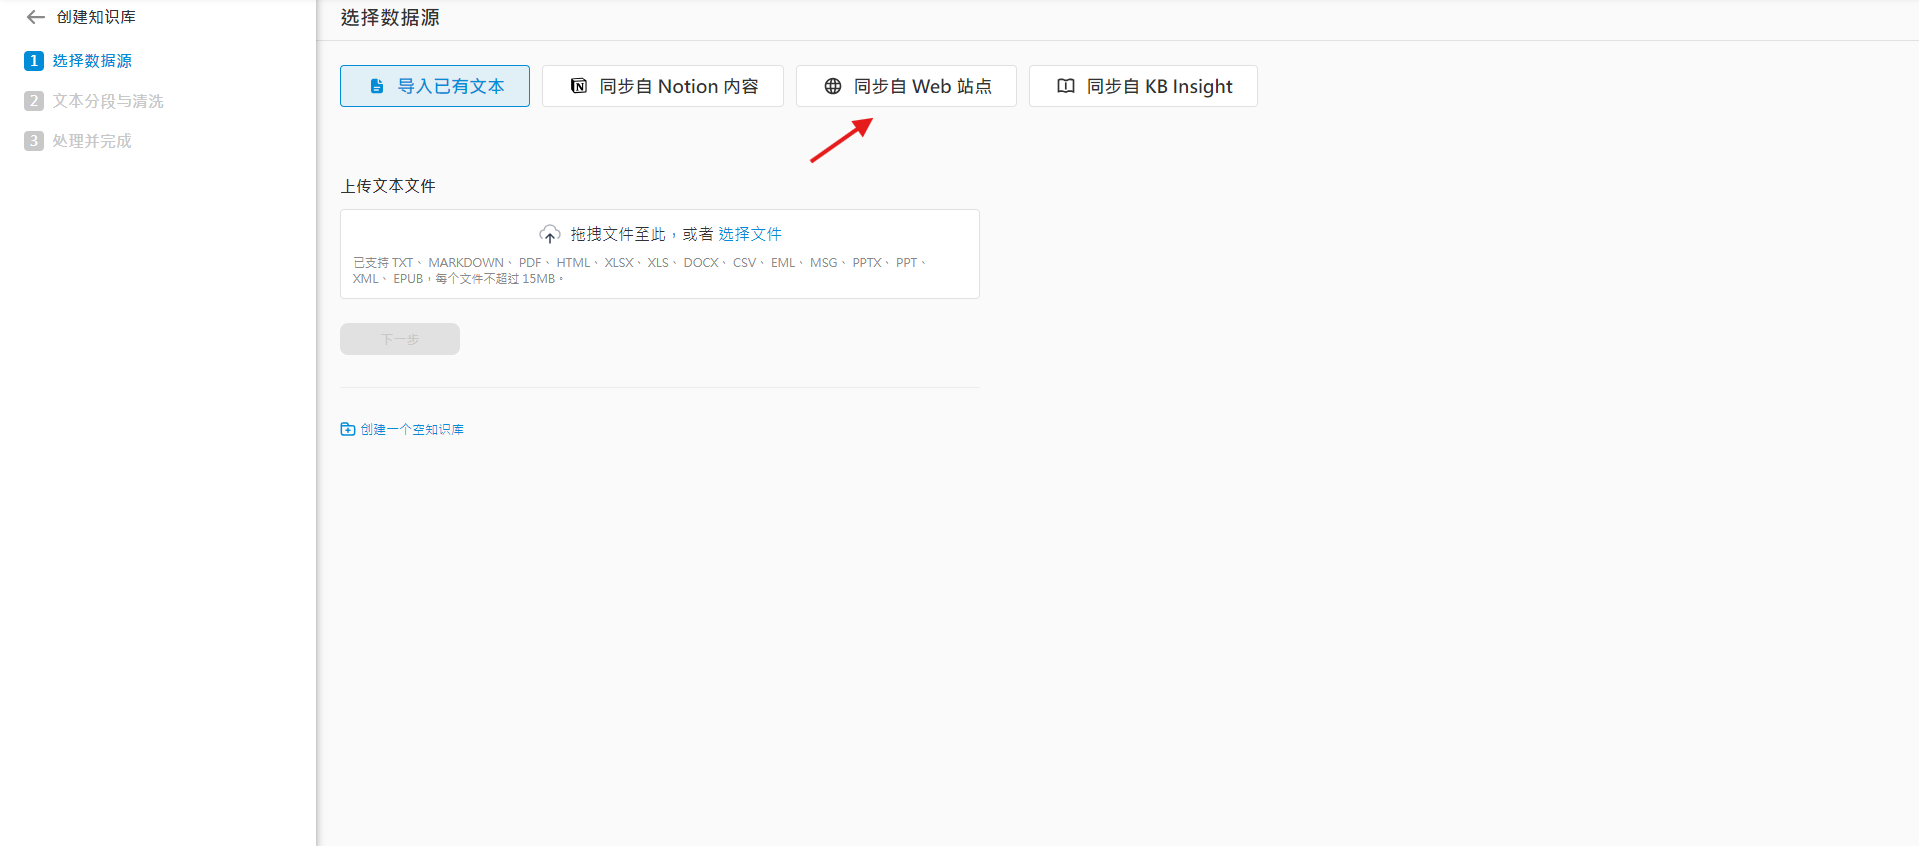 创建知识库
1 选择数据源
2 文本分段与清洗
3 处理并完成
选择数据源
导入已有文本
同步自 Notion 内容
同步自 Web 站点
同步自 KB Insight
上传文本文件
拖拽文件至此，或者 选择文件
已支持 TXT、 MARKDOWN、 PDF、 HTML、 XLSX、 XLS、 DOCX、 CSV、 EML、 MSG、 PPTX、 PPT、
XML、 EPUB，每个文件不超过 15MB。
下一步
创建一个空知识库